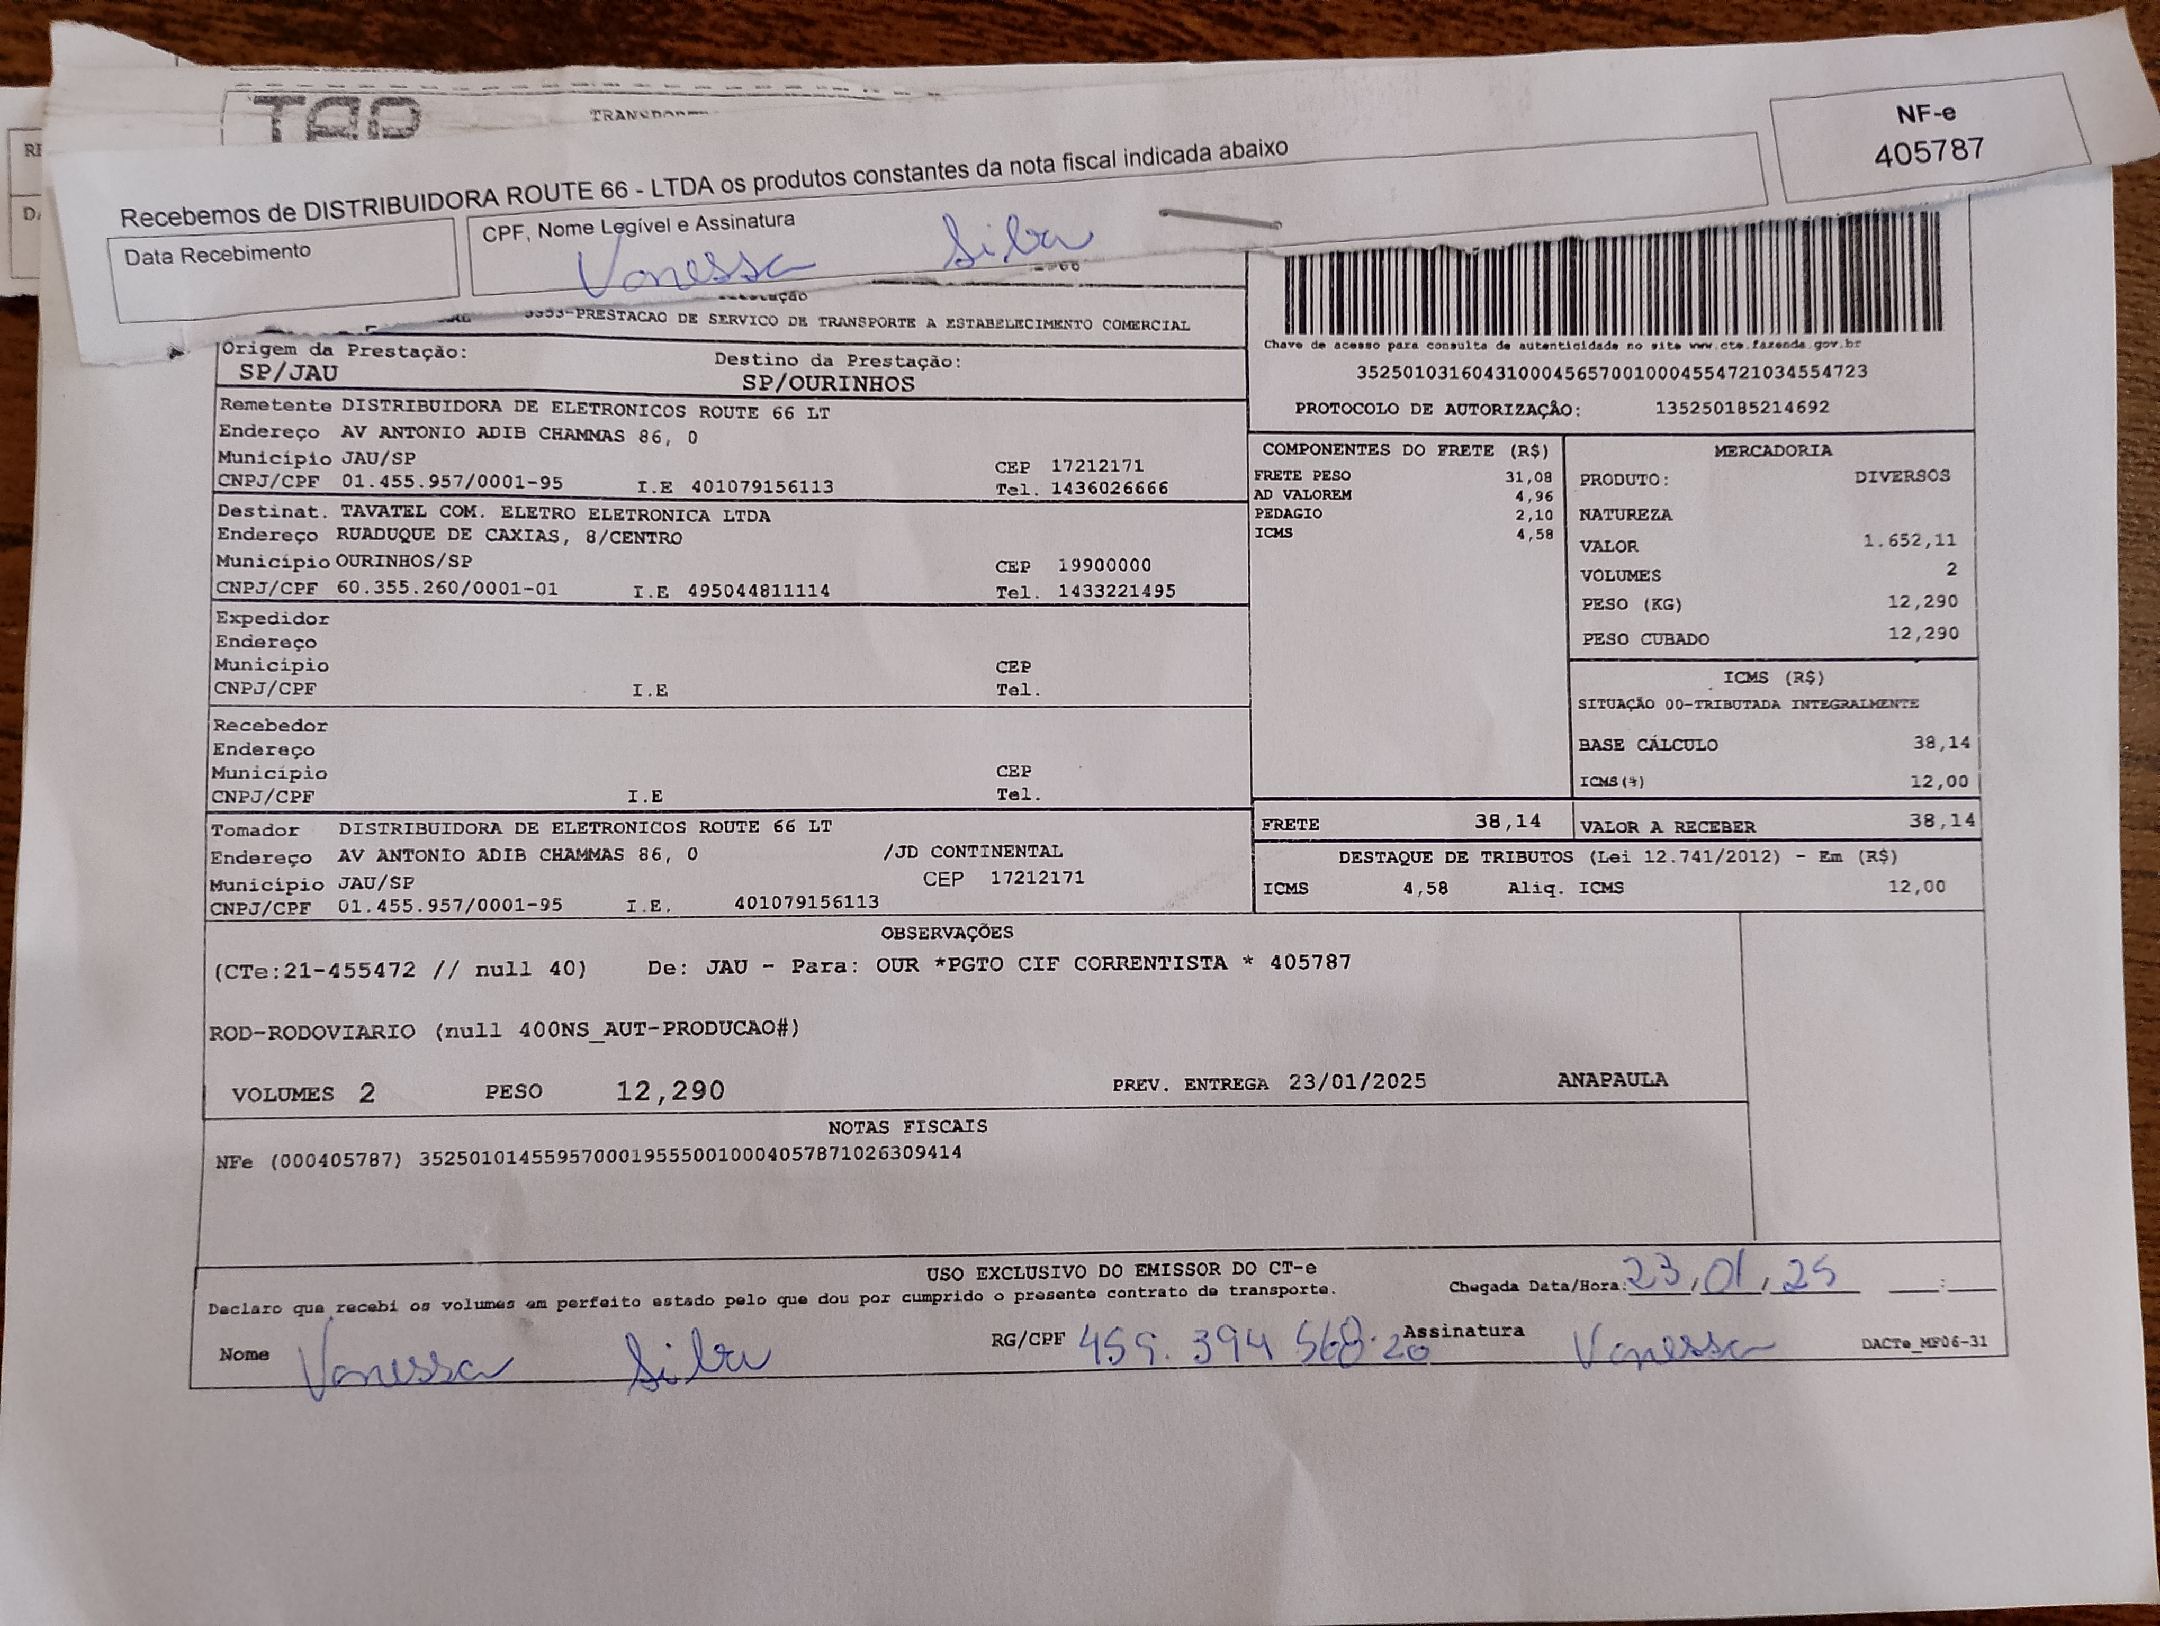 NF-e
405787
Recebemos de DISTRIBUIDORA ROUTE 66 - LTDA os produtos constantes da nota fiscal indicada abaixo
Data Recebimento
CPF, Nome Legível e Assinatura
Vanessa Silva
-PRESTACAO DE SERVICO DE TRANSPORTE A ESTABELECIMENTO COMERCIAL
Origem da Prestação: Destino da Prestação:
SP/JAU SP/OURINHOS
Chave de acesso para consulta de autenticidade no site www.cte.fazenda.gov.br
35250103160431000456570010004554721034554723
PROTOCOLO DE AUTORIZAÇÃO: 135250185214692
Remetente DISTRIBUIDORA DE ELETRONICOS ROUTE 66 LT
Endereço AV ANTONIO ADIB CHAMMAS 86, 0
Município JAU/SP CEP 17212171
CNPJ/CPF 01.455.957/0001-95 I.E 401079156113 Tel. 1436026666
Destinat. TAVATEL COM. ELETRO ELETRONICA LTDA
Endereço RUADUQUE DE CAXIAS, 8/CENTRO
Município OURINHOS/SP CEP 19900000
CNPJ/CPF 60.355.260/0001-01 I.E 495044811114 Tel. 1433221495
Expedidor
Endereço
Município CEP
CNPJ/CPF I.E Tel.
Recebedor
Endereço
Município CEP
CNPJ/CPF I.E Tel.
Tomador DISTRIBUIDORA DE ELETRONICOS ROUTE 66 LT
Endereço AV ANTONIO ADIB CHAMMAS 86, 0 /JD CONTINENTAL
Município JAU/SP CEP 17212171
CNPJ/CPF 01.455.957/0001-95 I.E. 401079156113
COMPONENTES DO FRETE (R$)
FRETE PESO 31,08
AD VALOREM 4,96
PEDAGIO 2,10
ICMS 4,58
MERCADORIA
PRODUTO: DIVERSOS
NATUREZA
VALOR 1.652,11
VOLUMES 2
PESO (KG) 12,290
PESO CUBADO 12,290
ICMS (R$)
SITUAÇÃO 00-TRIBUTADA INTEGRALMENTE
BASE CÁLCULO 38,14
ICMS(%) 12,00
FRETE 38,14 VALOR A RECEBER 38,14
DESTAQUE DE TRIBUTOS (Lei 12.741/2012) - Em (R$)
ICMS 4,58 Aliq. ICMS 12,00
OBSERVAÇÕES
(CTe:21-455472 // null 40) De: JAU - Para: OUR *PGTO CIF CORRENTISTA * 405787
ROD-RODOVIARIO (null 400NS_AUT-PRODUCAO#)
VOLUMES 2 PESO 12,290 PREV. ENTREGA 23/01/2025 ANAPAULA
NOTAS FISCAIS
NFe (000405787) 35250101455957000195550010004057871026309414
USO EXCLUSIVO DO EMISSOR DO CT-e
Declaro que recebi os volumes em perfeito estado pelo que dou por cumprido o presente contrato de transporte.
Chegada Data/Hora: 23,01,25 __:__
Nome Vanessa Silva RG/CPF 459.394 568.20 Assinatura Vanessa
DACTe_MF06-31